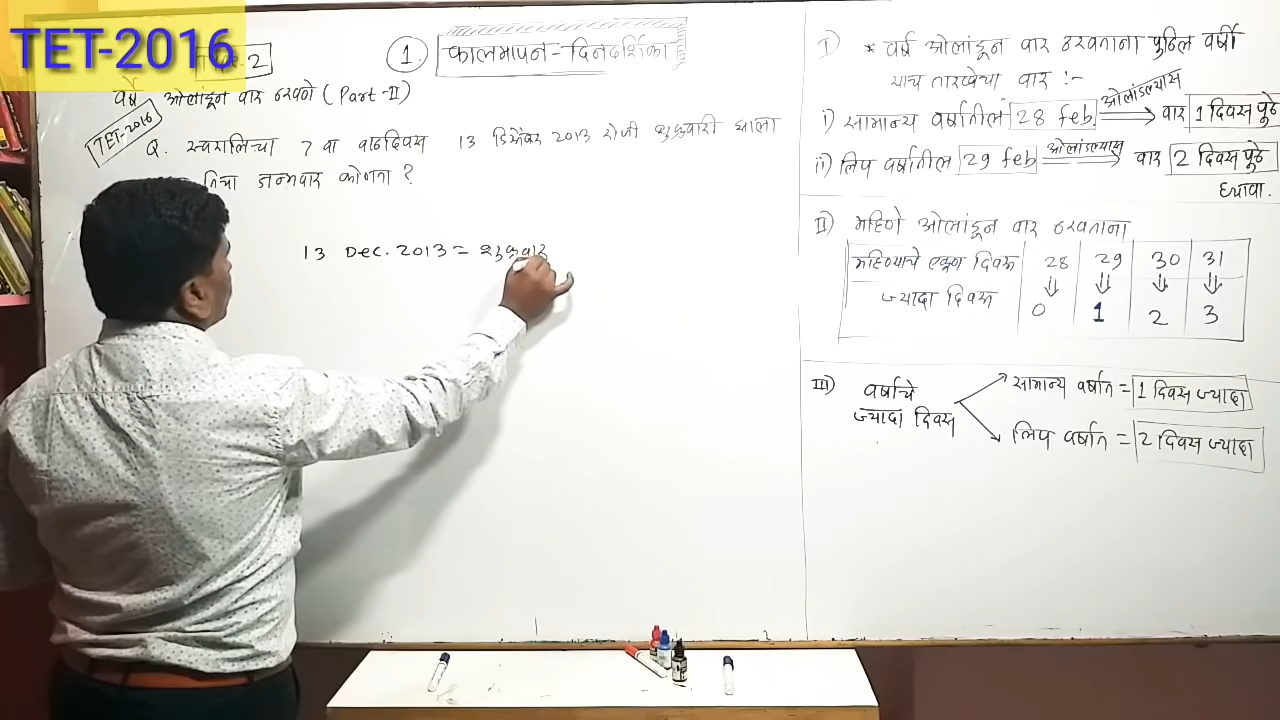 TET-2016
-2
1. कालमापन - दिनदर्शिका
वर्षे ओलांडून वार ठरवणे (Part-II)
TET-2016
Q. स्वरालिचा 7 वा वाढदिवस 13 डिसेंबर 2013 रोजी शुक्रवारी झाला
तिचा जन्मवार कोणता ?
13 Dec. 2013 = शुक्रवार
I) * वर्ष ओलांडून वार ठरवताना पुढिल वर्षी
याच तारखेचा वार :-
i) सामान्य वर्षातील 28 feb ओलांडल्यास वार 1 दिवस पुढे
ii) लिप वर्षातील 29 feb ओलांडल्यास वार 2 दिवस पुढे
घ्यावा.
II) महिने ओलांडून वार ठरवताना
महिन्याचे एकूण दिवस 28 29 30 31
ज्यादा दिवस 0 1 2 3
III) वर्षाचे
ज्यादा दिवस
सामान्य वर्षात = 1 दिवस ज्यादा
लिप वर्षात = 2 दिवस ज्यादा